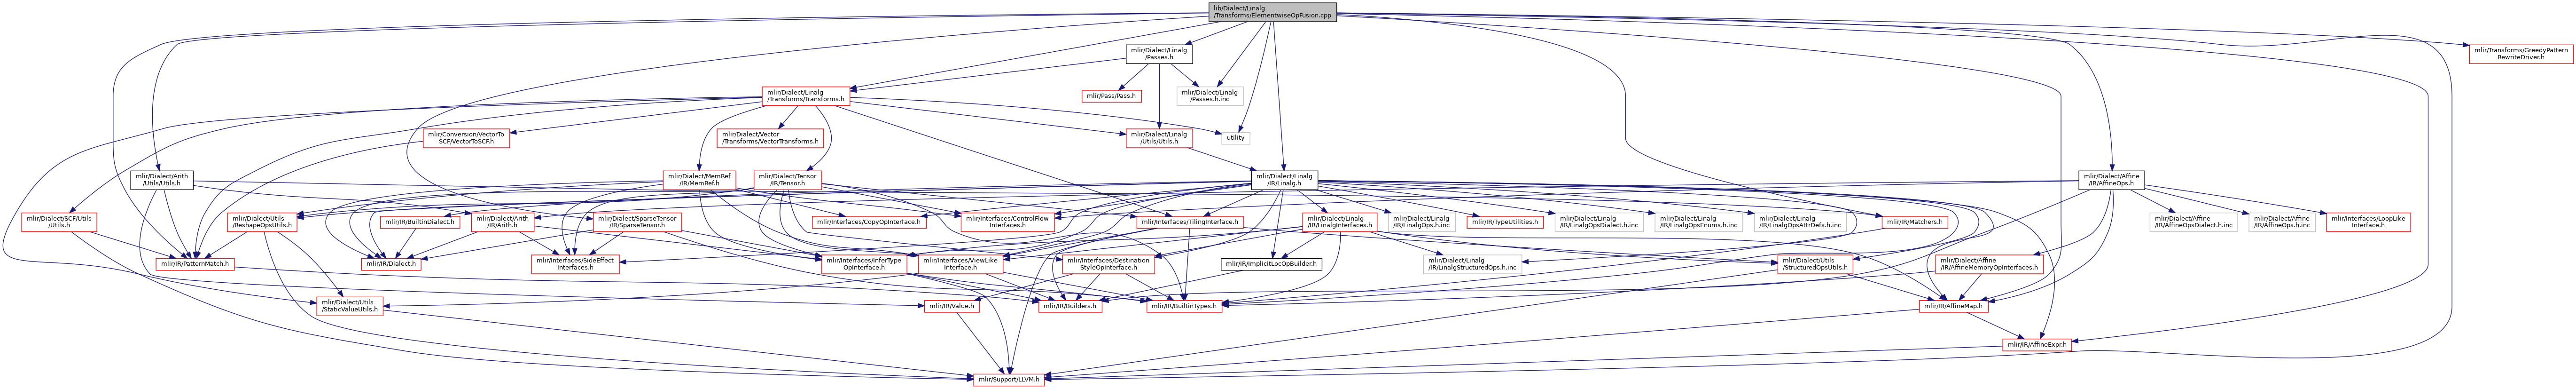 lib/Dialect/Linalg
/Transforms/ElementwiseOpFusion.cpp
mlir/Dialect/Linalg
/Passes.h
mlir/Transforms/GreedyPattern
RewriteDriver.h
mlir/Dialect/Linalg
/Transforms/Transforms.h
mlir/Pass/Pass.h
mlir/Dialect/Linalg
/Passes.h.inc
mlir/Conversion/VectorTo
SCF/VectorToSCF.h
mlir/Dialect/Vector
/Transforms/VectorTransforms.h
mlir/Dialect/Linalg
/Utils/Utils.h
utility
mlir/Dialect/Arith
/Utils/Utils.h
mlir/Dialect/MemRef
/IR/MemRef.h
mlir/Dialect/Tensor
/IR/Tensor.h
mlir/Dialect/Linalg
/IR/Linalg.h
mlir/Dialect/Affine
/IR/AffineOps.h
mlir/Dialect/SCF/Utils
/Utils.h
mlir/Dialect/Utils
/ReshapeOpsUtils.h
mlir/IR/BuiltinDialect.h
mlir/Dialect/Arith
/IR/Arith.h
mlir/Dialect/SparseTensor
/IR/SparseTensor.h
mlir/Interfaces/CopyOpInterface.h
mlir/Interfaces/ControlFlow
Interfaces.h
mlir/Interfaces/TilingInterface.h
mlir/Dialect/Linalg
/IR/LinalgInterfaces.h
mlir/Dialect/Linalg
/IR/LinalgOps.h.inc
mlir/IR/TypeUtilities.h
mlir/Dialect/Linalg
/IR/LinalgOpsDialect.h.inc
mlir/Dialect/Linalg
/IR/LinalgOpsEnums.h.inc
mlir/Dialect/Linalg
/IR/LinalgOpsAttrDefs.h.inc
mlir/IR/Matchers.h
mlir/Dialect/Affine
/IR/AffineOpsDialect.h.inc
mlir/Dialect/Affine
/IR/AffineOps.h.inc
mlir/Interfaces/LoopLike
Interface.h
mlir/IR/PatternMatch.h
mlir/IR/Dialect.h
mlir/Interfaces/SideEffect
Interfaces.h
mlir/Interfaces/InferType
OpInterface.h
mlir/Interfaces/ViewLike
Interface.h
mlir/Interfaces/Destination
StyleOpInterface.h
mlir/IR/ImplicitLocOpBuilder.h
mlir/Dialect/Linalg
/IR/LinalgStructuredOps.h.inc
mlir/Dialect/Utils
/StructuredOpsUtils.h
mlir/Dialect/Affine
/IR/AffineMemoryOpInterfaces.h
mlir/Dialect/Utils
/StaticValueUtils.h
mlir/IR/Value.h
mlir/IR/Builders.h
mlir/IR/BuiltinTypes.h
mlir/IR/AffineMap.h
mlir/IR/AffineExpr.h
mlir/Support/LLVM.h